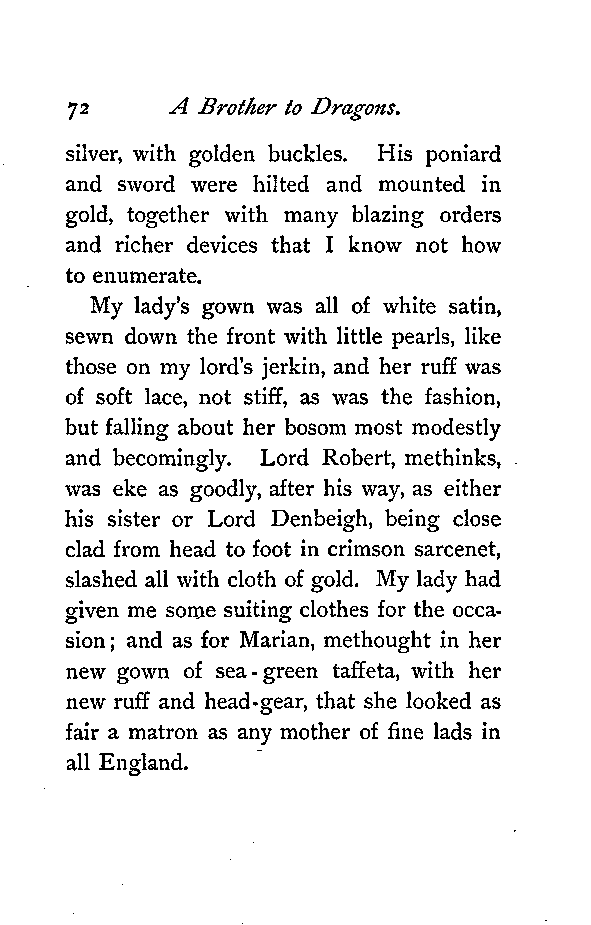 72 A Brother to Dragons.
silver, with golden buckles. His poniard
and sword were hilted and mounted in
gold, together with many blazing orders
and richer devices that I know not how
to enumerate.
My lady's gown was all of white satin,
sewn down the front with little pearls, like
those on my lord's jerkin, and her ruff was
of soft lace, not stiff, as was the fashion,
but falling about her bosom most modestly
and becomingly. Lord Robert, methinks,
was eke as goodly, after his way, as either
his sister or Lord Denbeigh, being close
clad from head to foot in crimson sarcenet,
slashed all with cloth of gold. My lady had
given me some suiting clothes for the occa-
sion; and as for Marian, methought in her
new gown of sea-green taffeta, with her
new ruff and head-gear, that she looked as
fair a matron as any mother of fine lads in
all England.